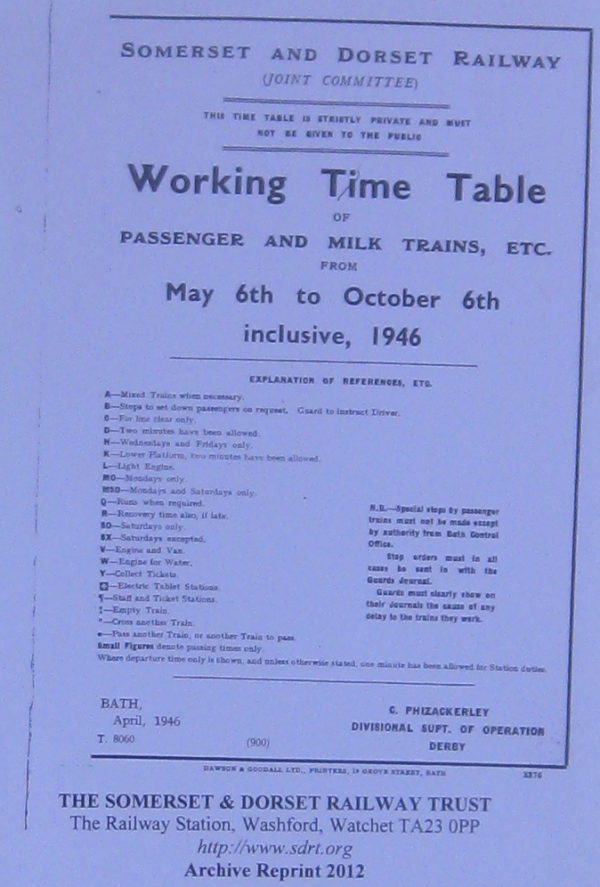 SOMERSET AND DORSET RAILWAY
(JOINT COMMITTEE)
THIS TIME TABLE IS STRICTLY PRIVATE AND MUST
NOT BE GIVEN TO THE PUBLIC
Working Time Table
OF
PASSENGER AND MILK TRAINS, ETC.
FROM
May 6th to October 6th
inclusive, 1946
EXPLANATION OF REFERENCES, ETC.
A—Mixed Trains when necessary.
B—Stops to set down passengers on request. Guard to instruct Driver.
C—For line clear only.
D—Two minutes have been allowed.
H—Wednesdays and Fridays only.
K—Lower Platform, two minutes have been allowed.
L—Light Engine.
MO—Mondays only.
MSO—Mondays and Saturdays only.
Q—Runs when required.
R—Recovery time also, if late.
SO—Saturdays only.
SX—Saturdays excepted.
V—Engine and Van.
W—Engine for Water.
Y—Collect Tickets.
—Electric Tablet Stations.
¶—Staff and Ticket Stations.
—Empty Train.
*—Cross another Train.
—Pass another Train, or another Train to pass.
Small Figures denote passing times only.
Where departure time only is shown, and unless otherwise stated, one minute has been allowed for Station duties.
N.B.—Special stops by passenger
trains must not be made except
by authority from Bath Control
Office.
Stop orders must in all
cases be sent in with the
Guards Journal.
Guards must clearly show on
their Journals the cause of any
delay to the trains they work.
BATH,
April, 1946
T. 8060
(900)
C. PHIZACKERLEY
DIVISIONAL SUPT. OF OPERATION
DERBY
DAWSON & GOODALL LTD., PRINTERS, 19 GROVE STREET, BATH
3376
THE SOMERSET & DORSET RAILWAY TRUST
The Railway Station, Washford, Watchet TA23 0PP
http://www.sdrt.org
Archive Reprint 2012